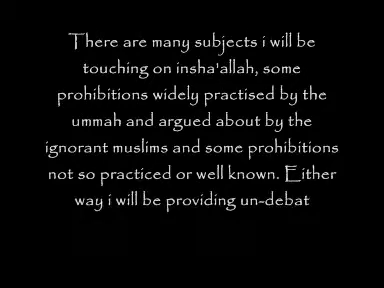 There are many subjects i will be
touching on insha'allah, some
prohibitions widely practised by the
ummah and argued about by the
ignorant muslims and some prohibitions
not so practiced or well known. Either
way i will be providing un-debat